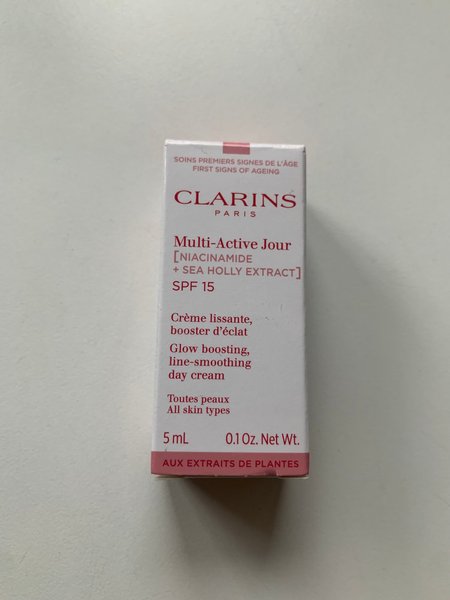 SOINS PREMIERS SIGNES DE L'ÂGE
FIRST SIGNS OF AGEING
CLARINS
PARIS
Multi-Active Jour
[NIACINAMIDE
+ SEA HOLLY EXTRACT]
SPF 15
Crème lissante,
booster d'éclat
Glow boosting,
line-smoothing
day cream
Toutes peaux
All skin types
5 mL 0.1 Oz. Net Wt.
AUX EXTRAITS DE PLANTES